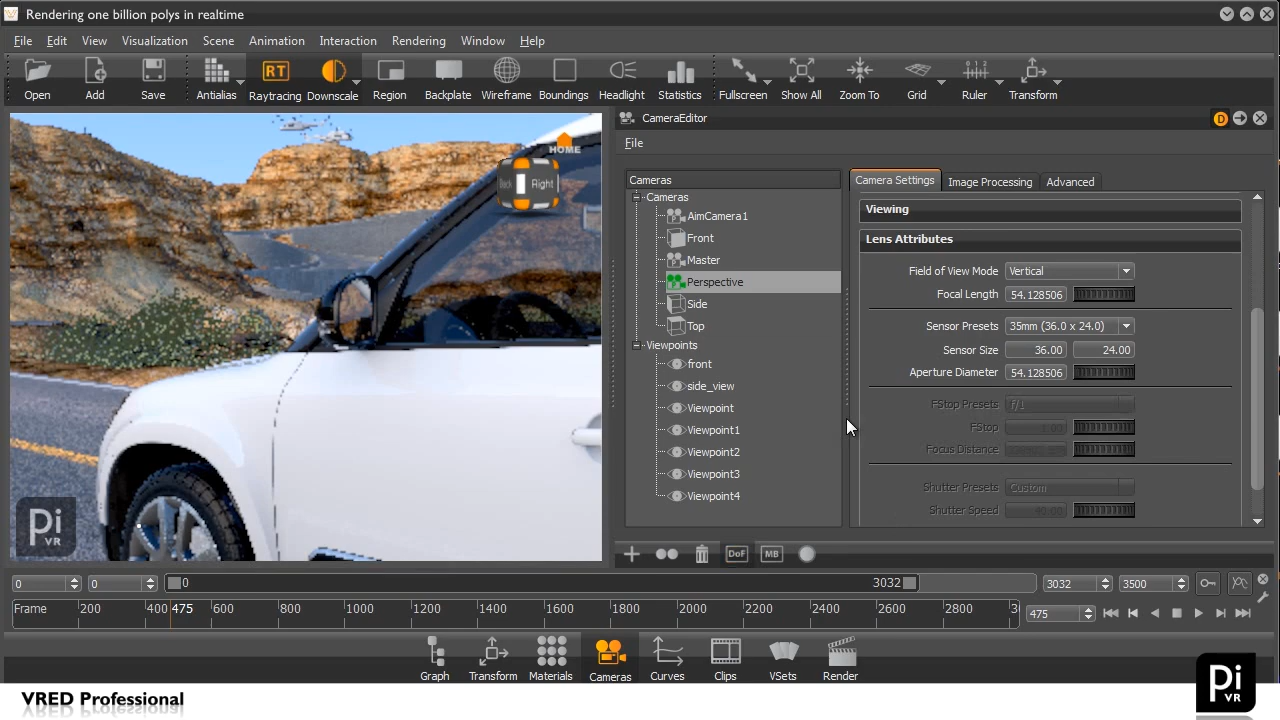 Rendering one billion polys in realtime
File Edit View Visualization Scene Animation Interaction Rendering Window Help
Open Add Save Antialias Raytracing Downscale Region Backplate Wireframe Boundings Headlight Statistics Fullscreen Show All Zoom To Grid Ruler Transform
RT
CameraEditor
D
File
HOME
Back Right
Cameras
Cameras
AimCamera1
Front
Master
Perspective
Side
Top
Viewpoints
front
side_view
Viewpoint
Viewpoint1
Viewpoint2
Viewpoint3
Viewpoint4
Camera Settings Image Processing Advanced
Viewing
Lens Attributes
Field of View Mode Vertical
Focal Length 54.128506
Sensor Presets 35mm (36.0 x 24.0)
Sensor Size 36.00 24.00
Aperture Diameter 54.128506
FStop Presets f/1
FStop 1.00
Focus Distance
Shutter Presets Custom
Shutter Speed 40.00
Pi
VR
DoF MB
0 0 0 3032 3032 3500
Frame 200 400 475 600 800 1000 1200 1400 1600 1800 2000 2200 2400 2600 2800 475
Graph Transform Materials Cameras Curves Clips VSets Render
VRED Professional
Pi
VR